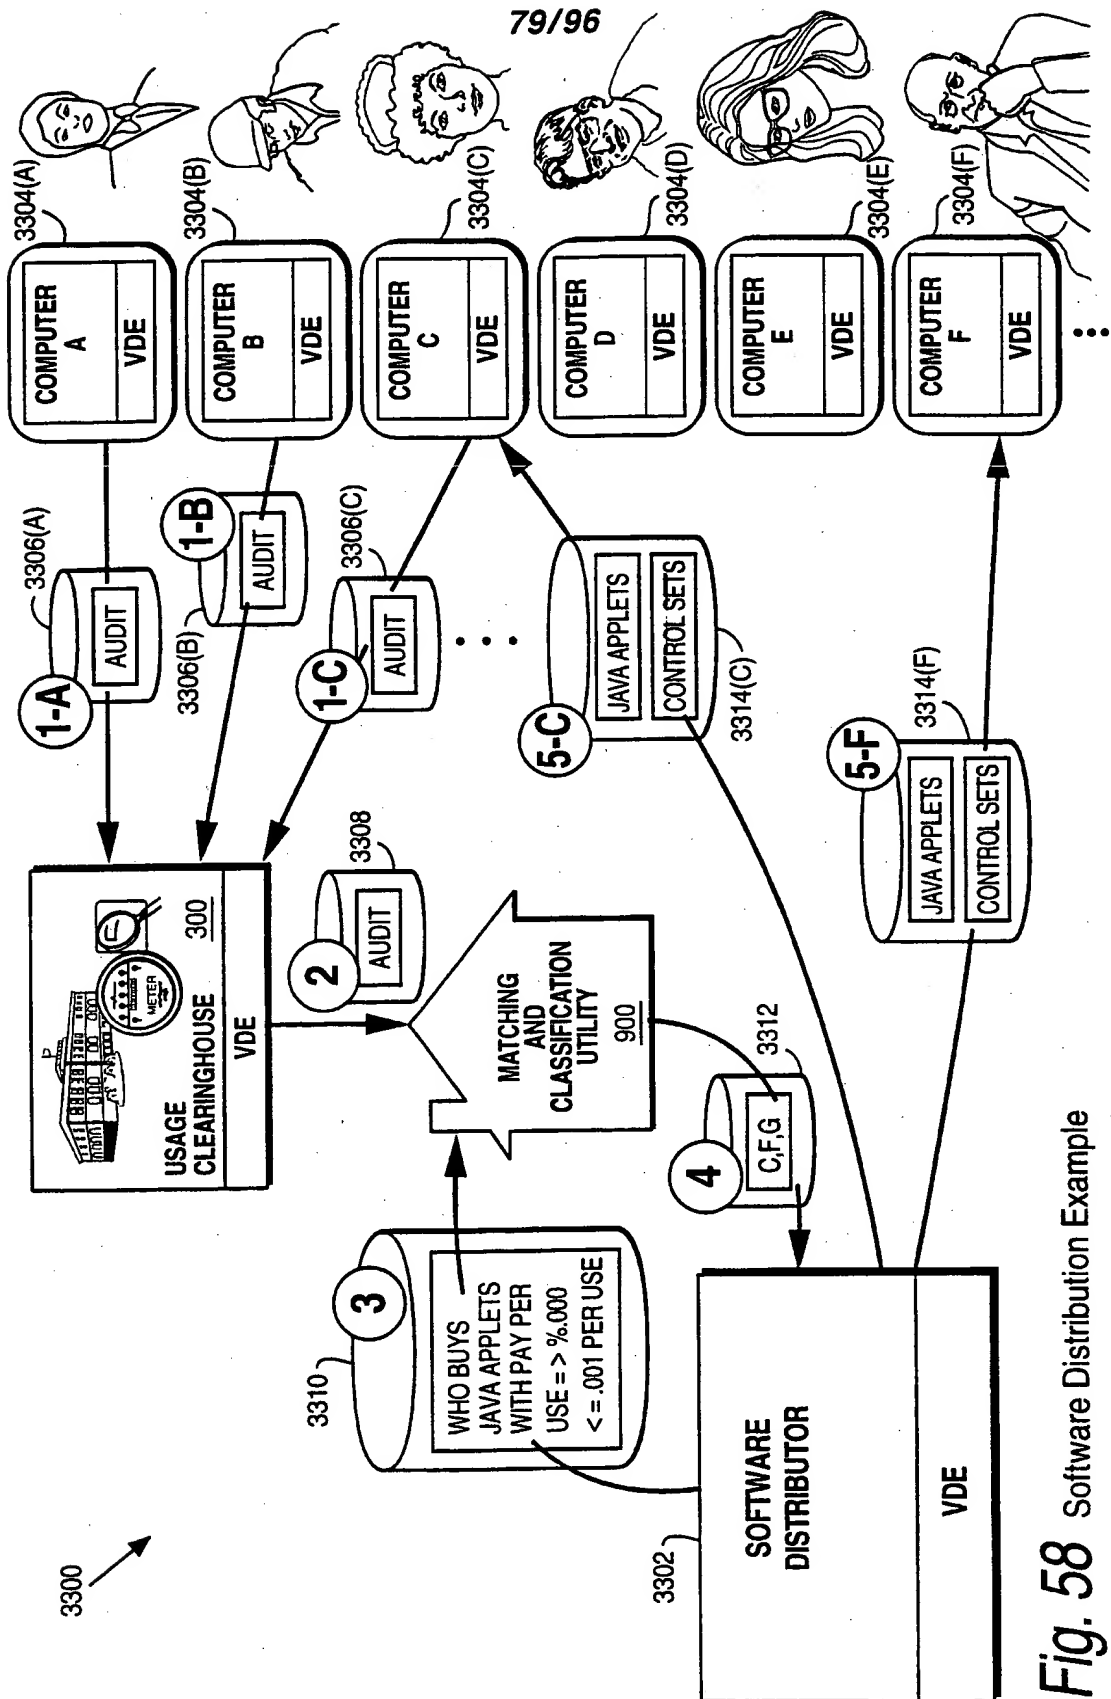 79/96
3300
3304(A)
COMPUTER
A
VDE
3304(B)
COMPUTER
B
VDE
3304(C)
COMPUTER
C
VDE
3304(D)
COMPUTER
D
VDE
3304(E)
COMPUTER
E
VDE
3304(F)
COMPUTER
F
VDE
1-A
3306(A)
AUDIT
1-B
3306(B)
AUDIT
1-C
3306(C)
AUDIT
METER
USAGE
CLEARINGHOUSE
300
VDE
2
3308
AUDIT
MATCHING
AND
CLASSIFICATION
UTILITY
900
3310
3
WHO BUYS
JAVA APPLETS
WITH PAY PER
USE = > %.000
< = .001 PER USE
4
3312
C,F,G
5-C
3314(C)
JAVA APPLETS
CONTROL SETS
5-F
3314(F)
JAVA APPLETS
CONTROL SETS
3302
SOFTWARE
DISTRIBUTOR
VDE
Fig. 58 Software Distribution Example